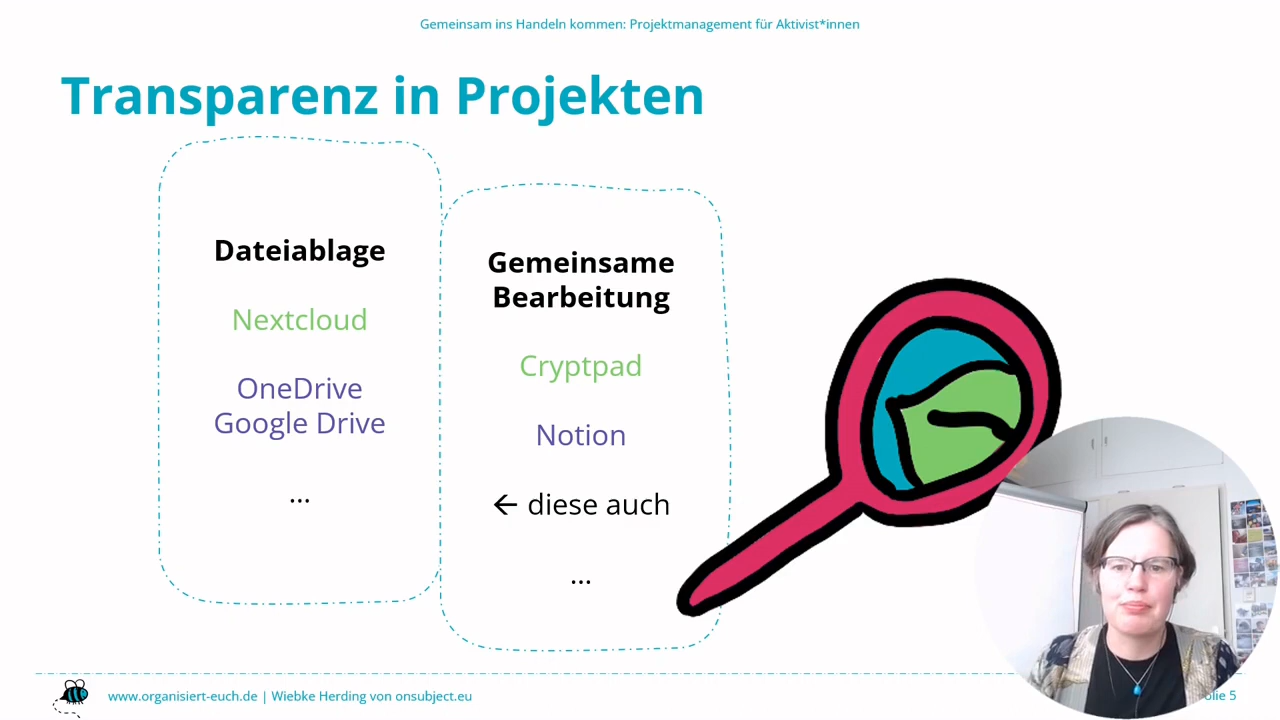 Gemeinsam ins Handeln kommen: Projektmanagement für Aktivist*innen
Transparenz in Projekten
Dateiablage
Nextcloud
OneDrive
Google Drive
...
Gemeinsame
Bearbeitung
Cryptpad
Notion
← diese auch
...
www.organisiert-euch.de | Wiebke Herding von onsubject.eu
olie 5